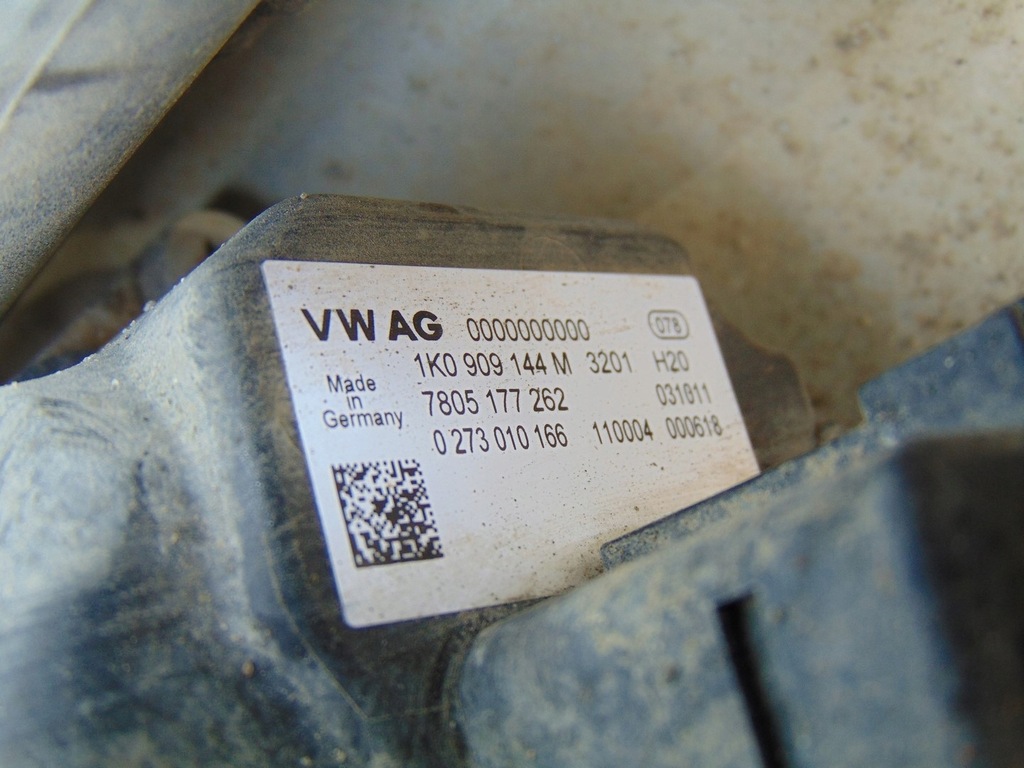 VW AG 0000000000 078
1K0 909 144 M 3201 H20
Made in Germany
7805 177 262 031811
0 273 010 166 110004 000618